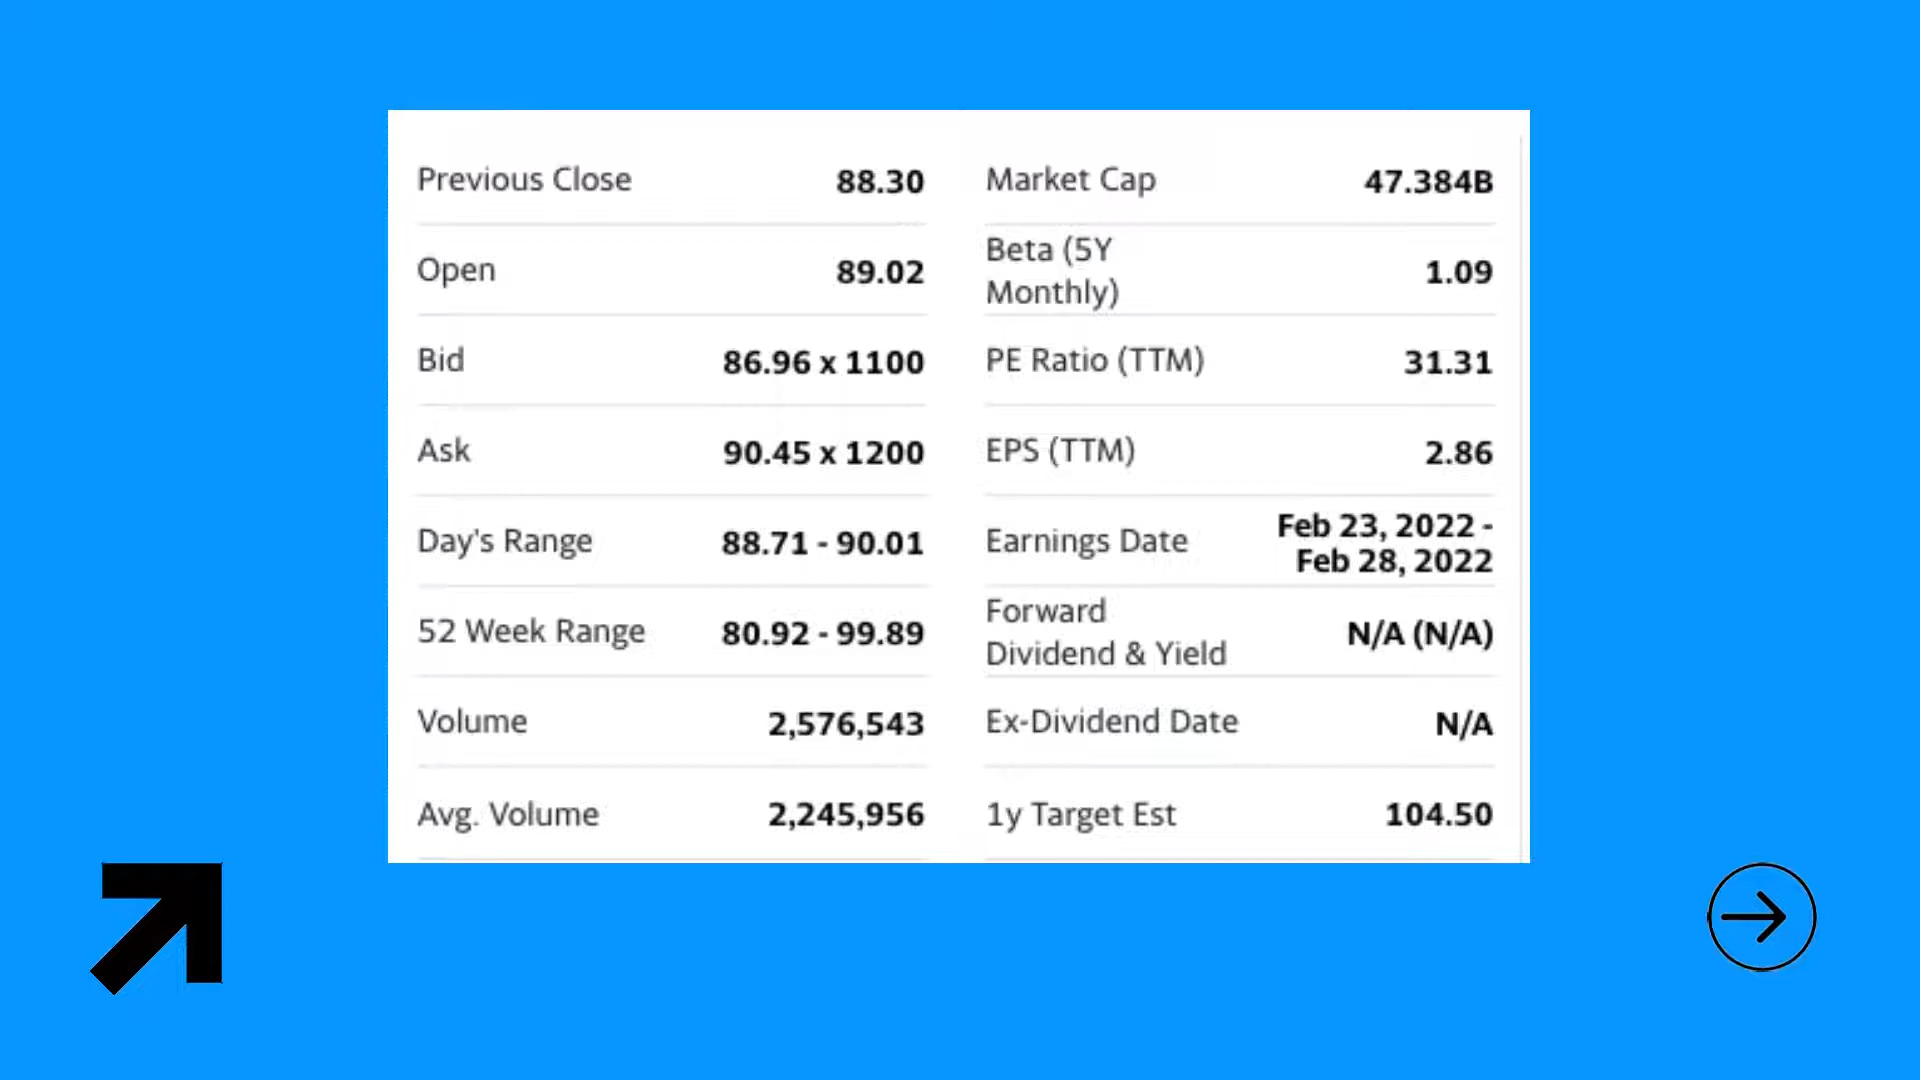 Previous Close 88.30
Open 89.02
Bid 86.96 x 1100
Ask 90.45 x 1200
Day's Range 88.71 - 90.01
52 Week Range 80.92 - 99.89
Volume 2,576,543
Avg. Volume 2,245,956
Market Cap 47.384B
Beta (5Y
Monthly) 1.09
PE Ratio (TTM) 31.31
EPS (TTM) 2.86
Earnings Date Feb 23, 2022 -
Feb 28, 2022
Forward
Dividend & Yield N/A (N/A)
Ex-Dividend Date N/A
1y Target Est 104.50